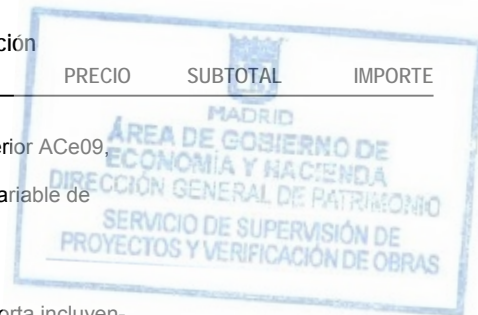 ción
PRECIO SUBTOTAL IMPORTE
MADRID
erior ACe09,
ÁREA DE GOBIERNO DE
ECONOMÍA Y HACIENDA
ariable de
DIRECCIÓN GENERAL DE PATRIMONIO
SERVICIO DE SUPERVISIÓN DE
PROYECTOS Y VERIFICACIÓN DE OBRAS
orta incluyen-